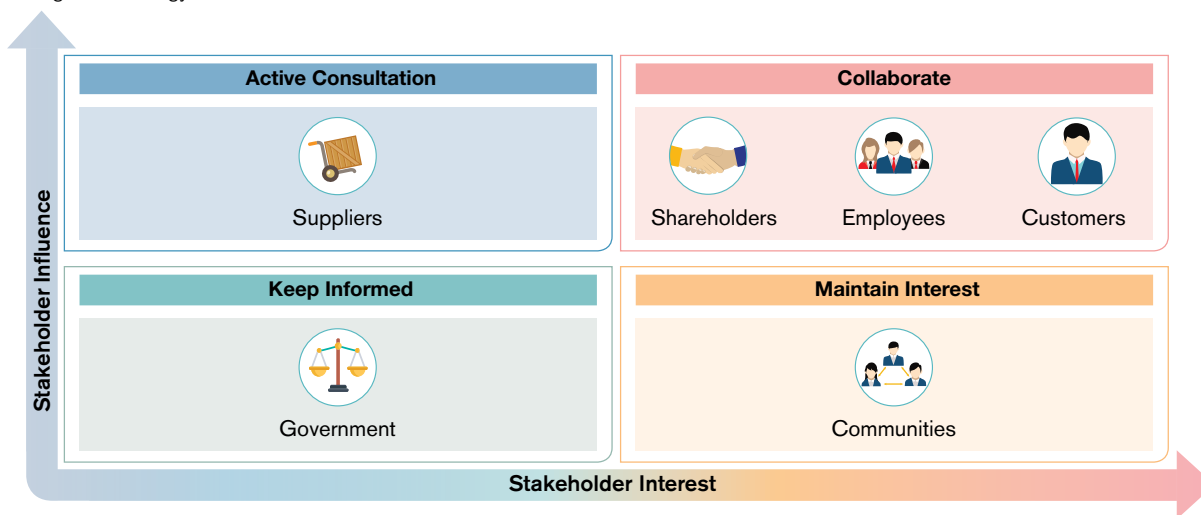 Active Consultation
Collaborate
Suppliers
Shareholders
Employees
Customers
Keep Informed
Maintain Interest
Government
Communities
Stakeholder Influence
Stakeholder Interest